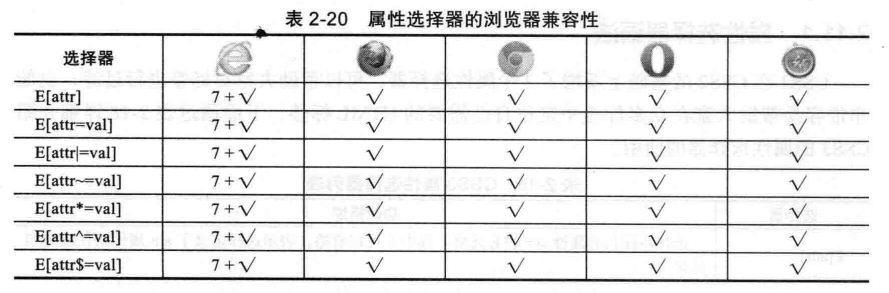 表 2-20 属性选择器的浏览器兼容性
选择器
E[attr] 7+√ √ √ √ √
E[attr=val] 7+√ √ √ √ √
E[attr|=val] 7+√ √ √ √ √
E[attr~=val] 7+√ √ √ √ √
E[attr*=val] 7+√ √ √ √ √
E[attr^=val] 7+√ √ √ √ √
E[attr$=val] 7+√ √ √ √ √